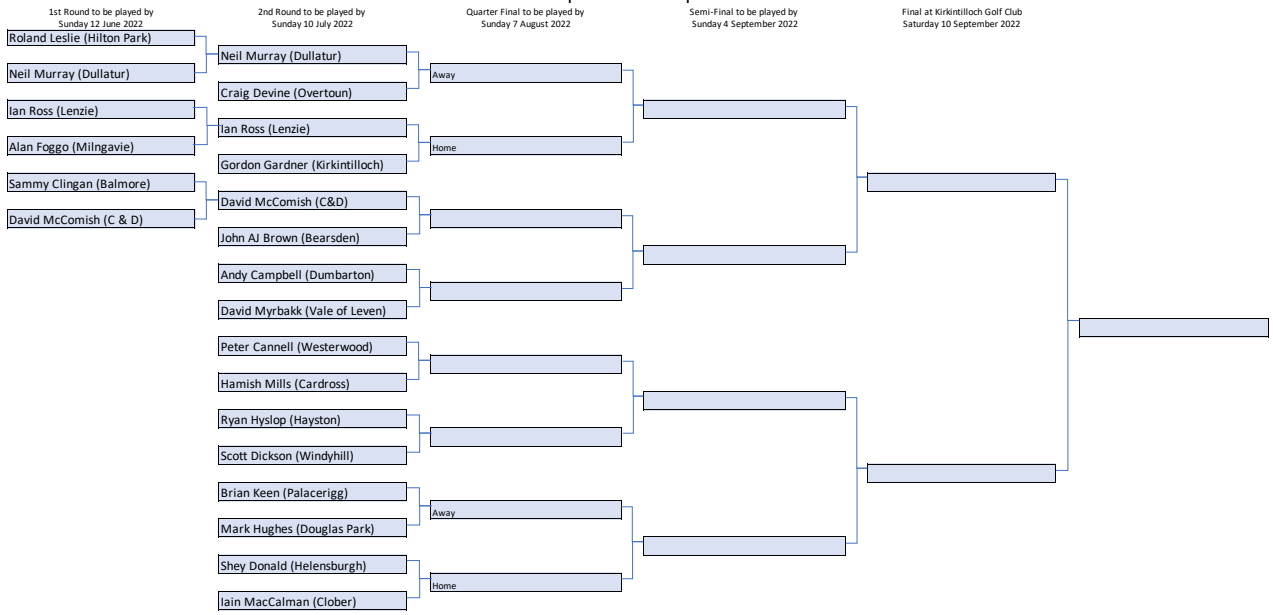 1st Round to be played by
Sunday 12 June 2022
2nd Round to be played by
Sunday 10 July 2022
Quarter Final to be played by
Sunday 7 August 2022
Semi-Final to be played by
Sunday 4 September 2022
Final at Kirkintilloch Golf Club
Saturday 10 September 2022
Roland Leslie (Hilton Park)
Neil Murray (Dullatur)
Ian Ross (Lenzie)
Alan Foggo (Milngavie)
Sammy Clingan (Balmore)
David McComish (C & D)
Neil Murray (Dullatur)
Craig Devine (Overtoun)
Ian Ross (Lenzie)
Gordon Gardner (Kirkintilloch)
David McComish (C&D)
John AJ Brown (Bearsden)
Andy Campbell (Dumbarton)
David Myrbakk (Vale of Leven)
Peter Cannell (Westerwood)
Hamish Mills (Cardross)
Ryan Hyslop (Hayston)
Scott Dickson (Windyhill)
Brian Keen (Palacerigg)
Mark Hughes (Douglas Park)
Shey Donald (Helensburgh)
Iain MacCalman (Clober)
Away
Home
Away
Home